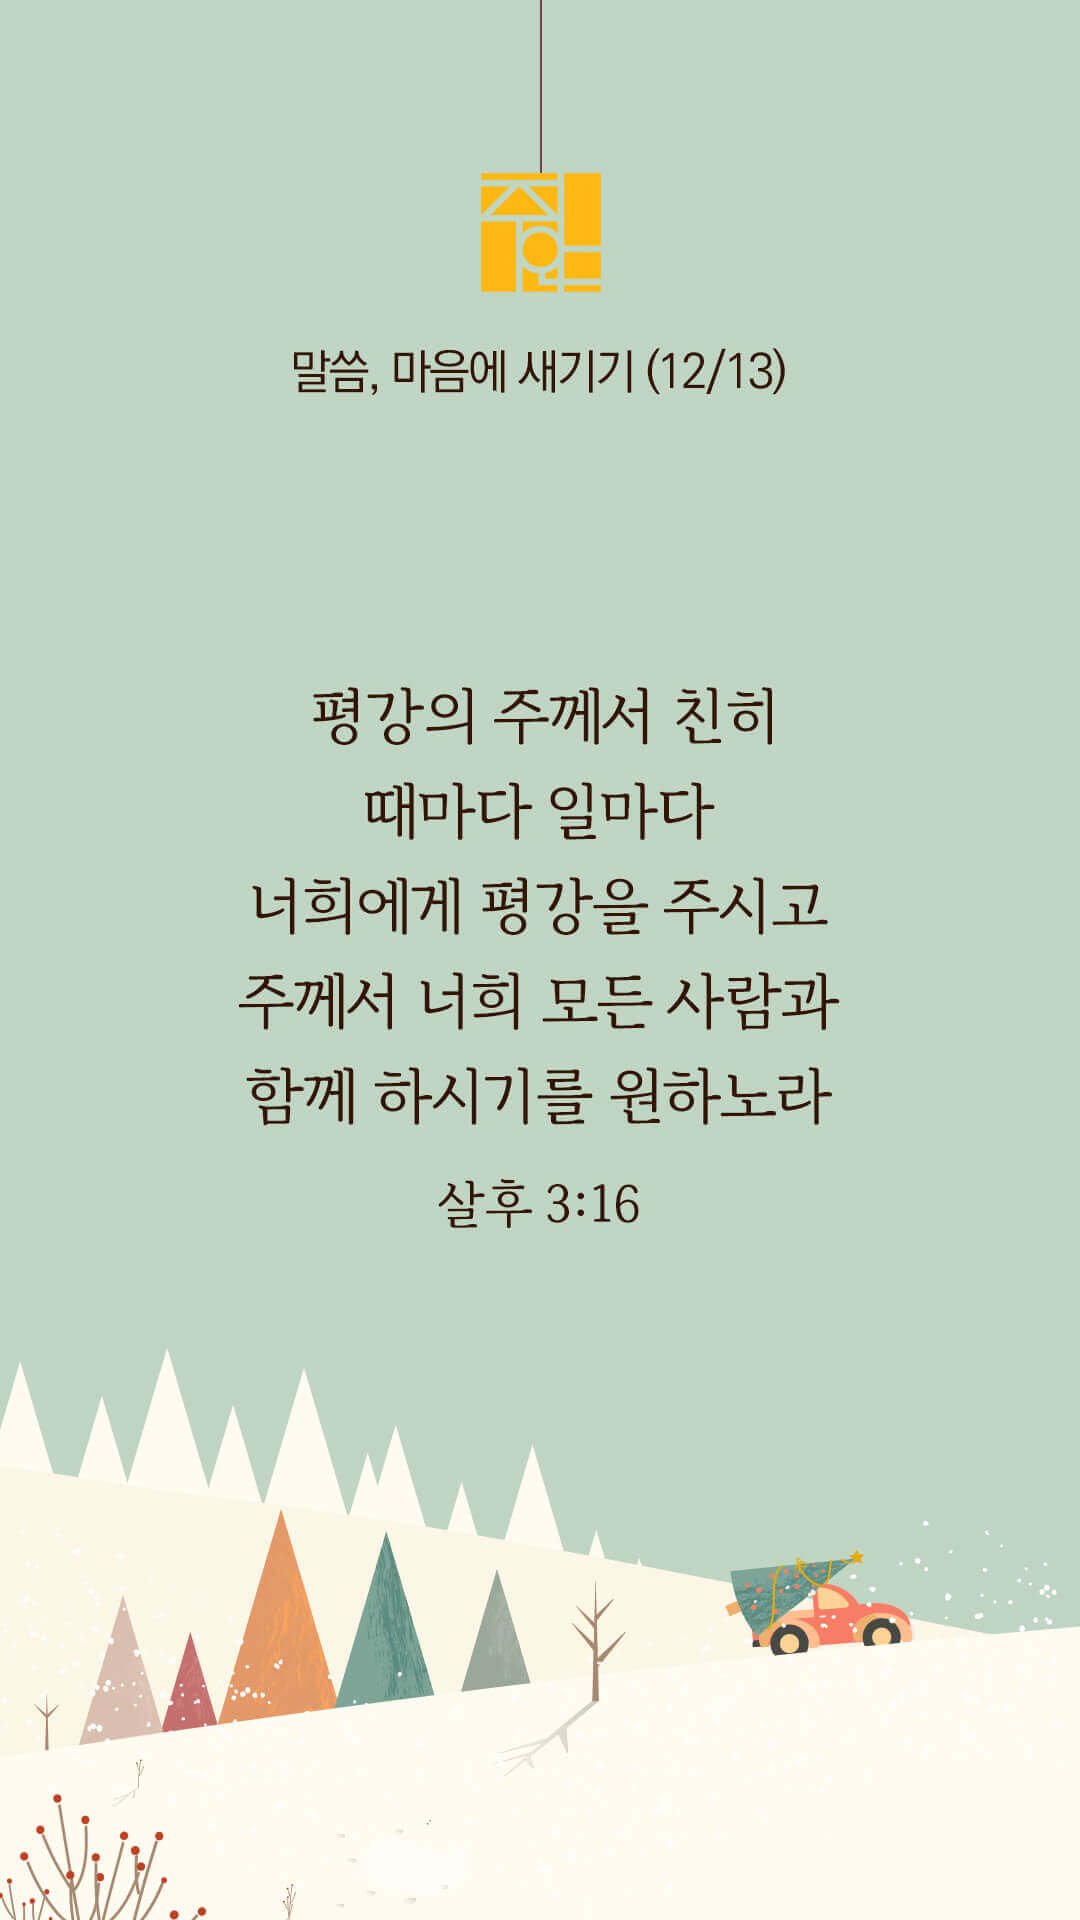 말씀, 마음에 새기기 (12/13)
평강의 주께서 친히
때마다 일마다
너희에게 평강을 주시고
주께서 너희 모든 사람과
함께 하시기를 원하노라
살후 3:16